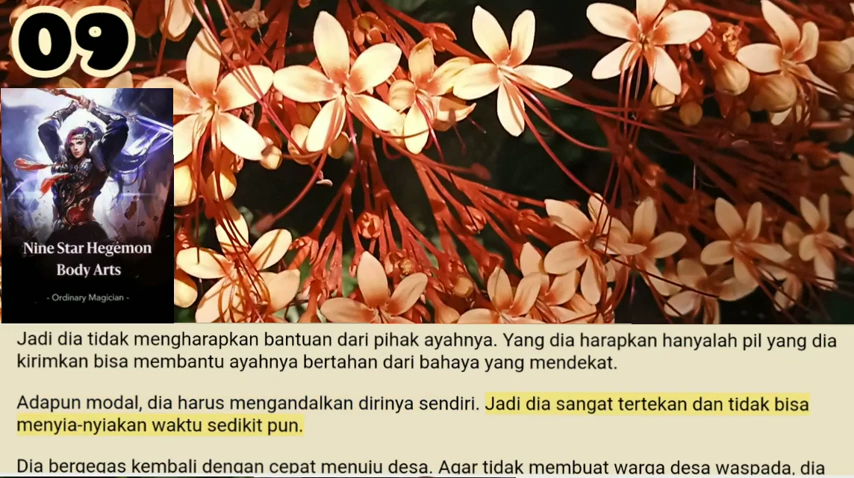 09
Nine Star Hegemon
Body Arts
- Ordinary Magician -
Jadi dia tidak mengharapkan bantuan dari pihak ayahnya. Yang dia harapkan hanyalah pil yang dia
kirimkan bisa membantu ayahnya bertahan dari bahaya yang mendekat.
Adapun modal, dia harus mengandalkan dirinya sendiri. Jadi dia sangat tertekan dan tidak bisa
menyia-nyiakan waktu sedikit pun.
Dia bergegas kembali dengan cepat menuju desa. Agar tidak membuat warga desa waspada, dia